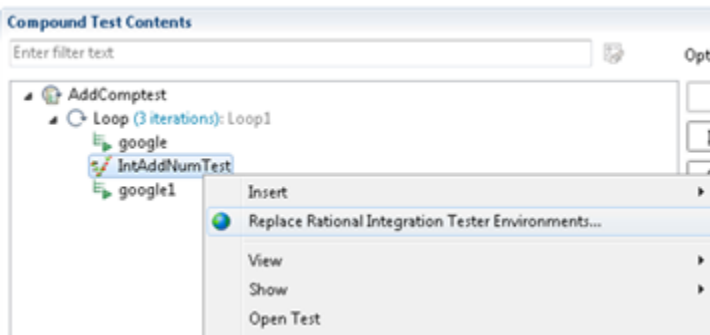 Compound Test Contents
Enter filter text
Opt
AddComptest
Loop (3 iterations): Loop1
google
IntAddNumTest
google1
Insert
Replace Rational Integration Tester Environments...
View
Show
Open Test